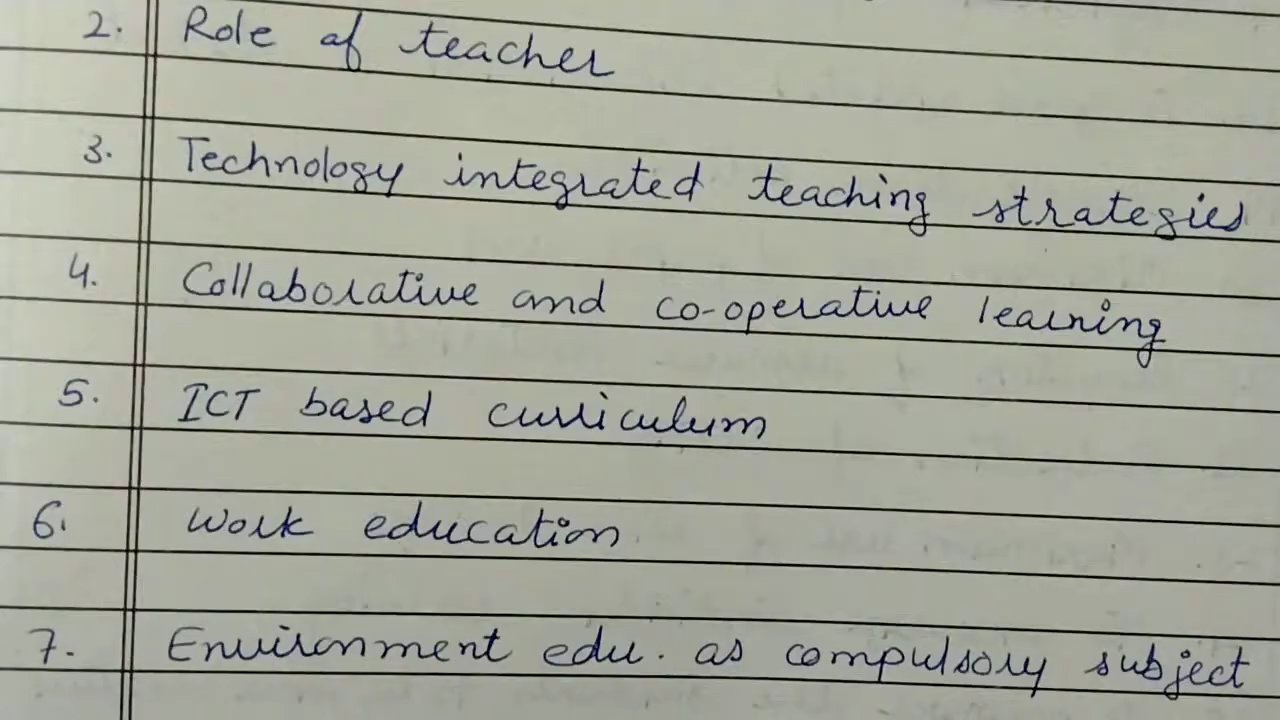 2. Role of teacher
3. Technology integrated teaching strategies
4. Collaborative and co-operative learning
5. ICT based curriculum
6. Work education
7. Environment edu. as compulsory subject